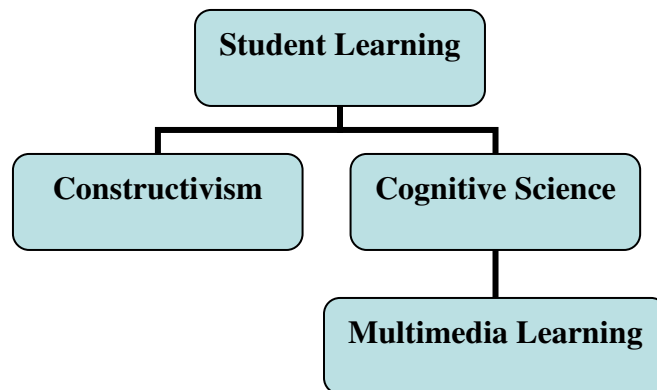 Student Learning
Constructivism
Cognitive Science
Multimedia Learning